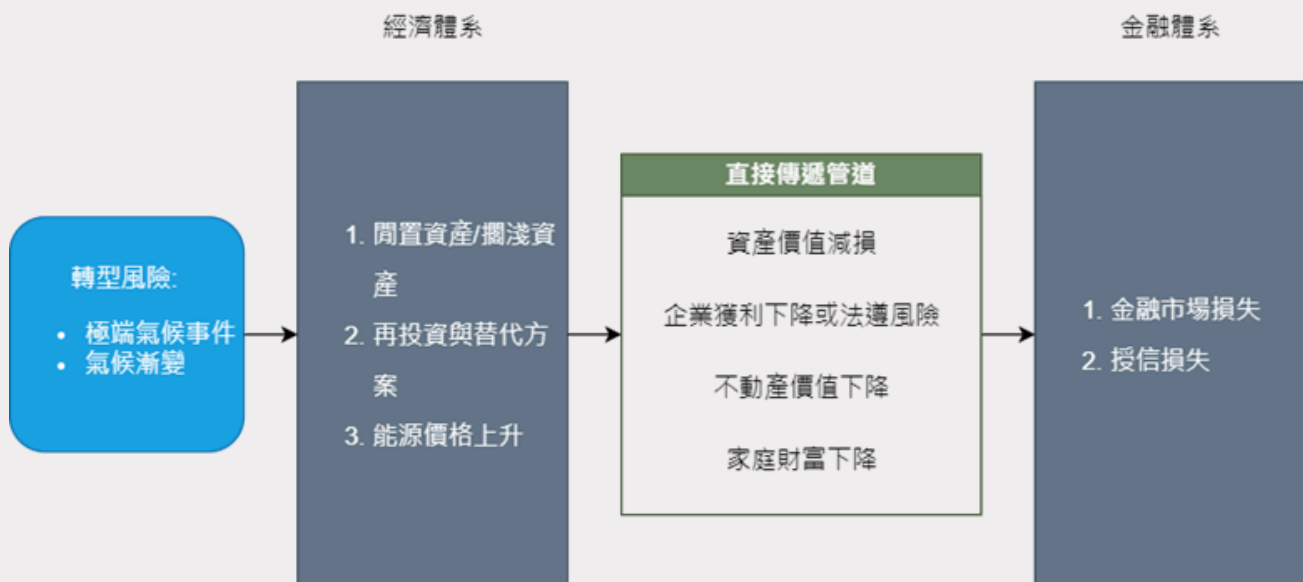 經濟體系
金融體系
轉型風險:
• 極端氣候事件
• 氣候漸變
1. 閒置資產/擱淺資
產
2. 再投資與替代方
案
3. 能源價格上升
直接傳遞管道
資產價值減損
企業獲利下降或法遵風險
不動產價值下降
家庭財富下降
1. 金融市場損失
2. 授信損失